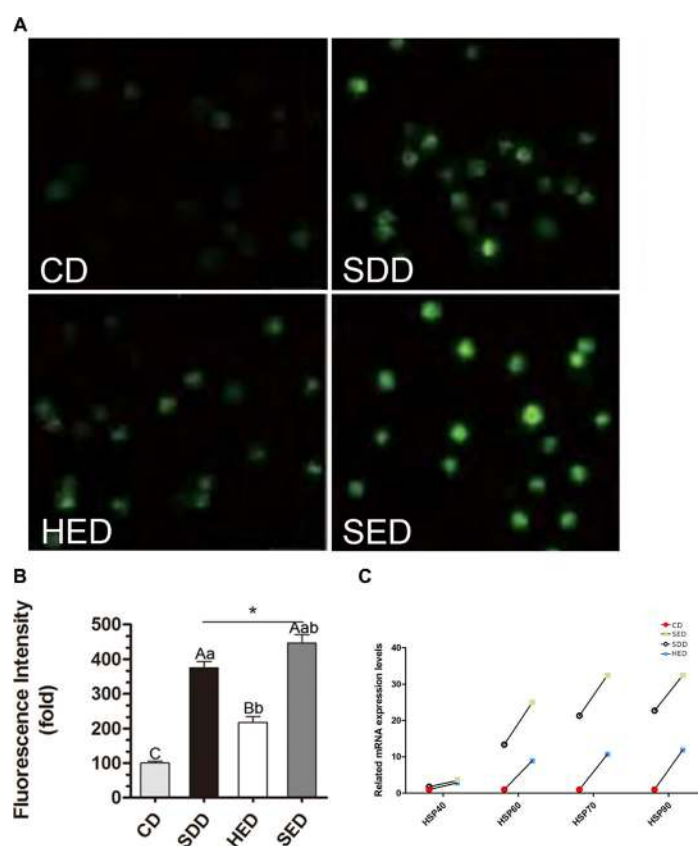 A
CD
SDD
HED
SED
B
Fluorescence Intensity
(fold)
500
400
300
200
100
0
C
Aa
Bb
Aab
*
CD
SDD
HED
SED
C
Related mRNA expression levels
40
30
20
10
0
HSP40
HSP60
HSP70
HSP90
CD
SED
SDD
HED